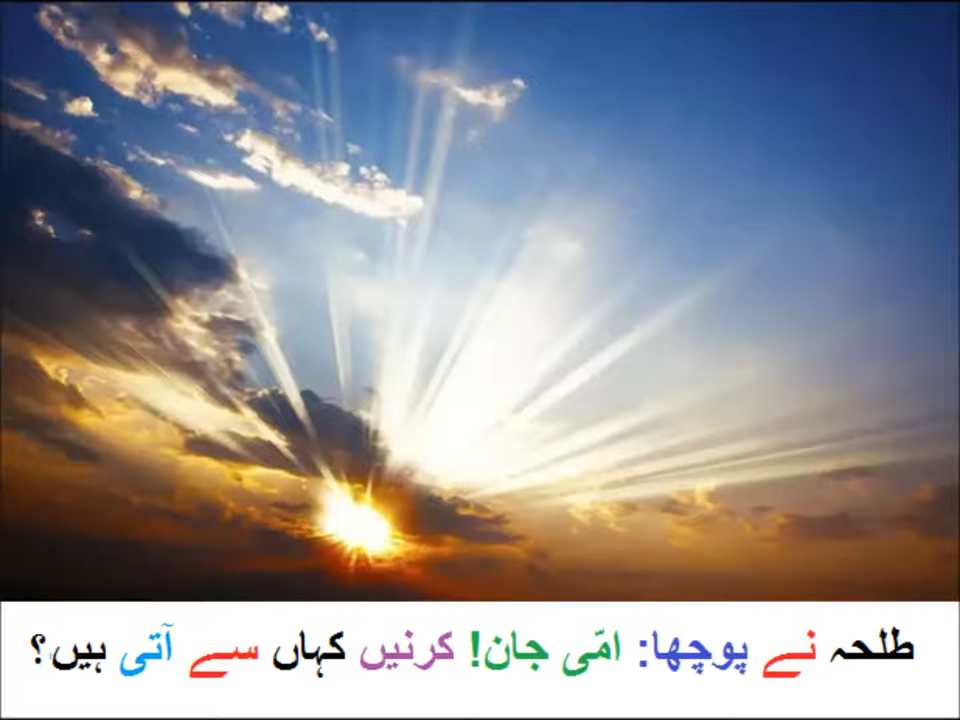 طلحہ نے پوچھا: امّی جان! کرنیں کہاں سے آتی ہیں؟